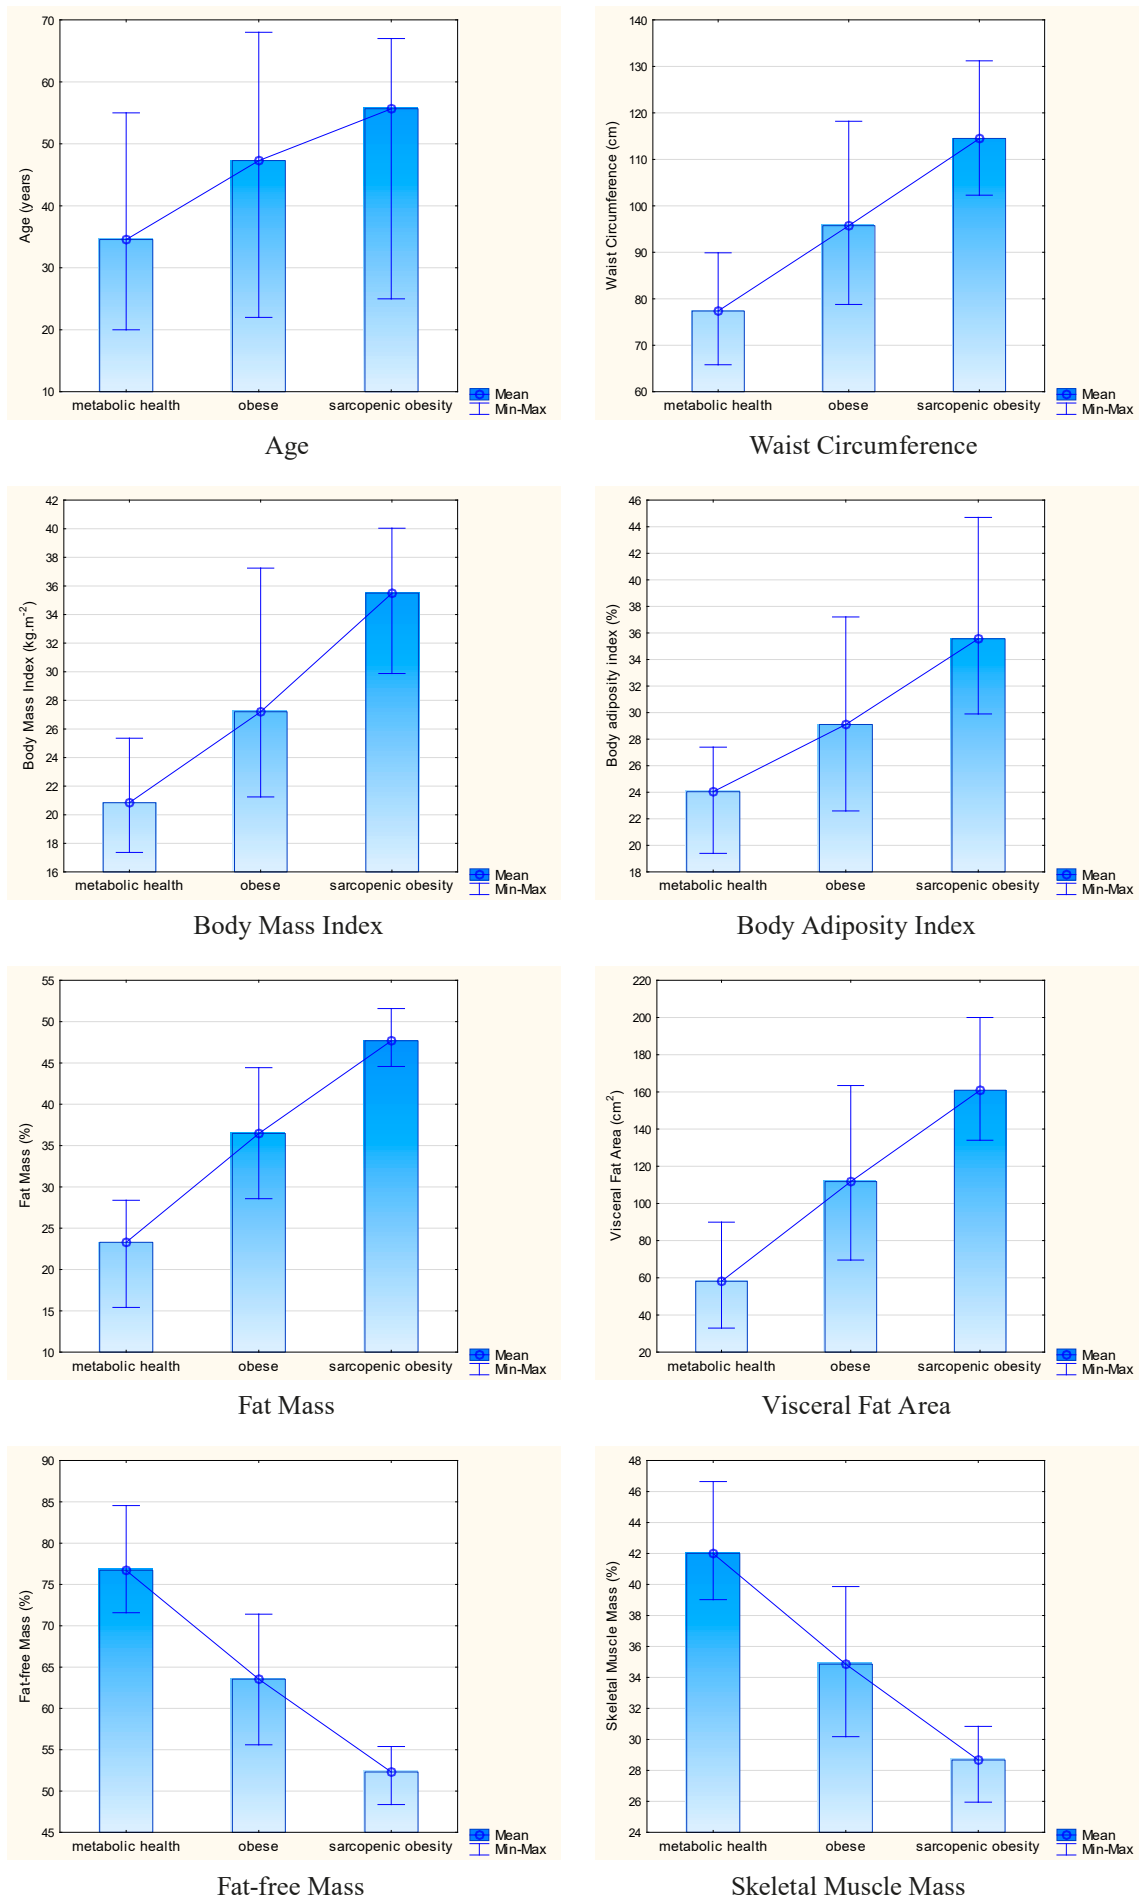 70
60
50
40
30
20
10
Age (years)
metabolic health obese sarcopenic obesity
Mean
Min-Max
Age
140
130
120
110
100
90
80
70
60
Waist Circumference (cm)
metabolic health obese sarcopenic obesity
Mean
Min-Max
Waist Circumference
42
40
38
36
34
32
30
28
26
24
22
20
18
16
Body Mass Index (kg.m⁻²)
metabolic health obese sarcopenic obesity
Mean
Min-Max
Body Mass Index
46
44
42
40
38
36
34
32
30
28
26
24
22
20
18
Body adiposity index (%)
metabolic health obese sarcopenic obesity
Mean
Min-Max
Body Adiposity Index
55
50
45
40
35
30
25
20
15
10
Fat Mass (%)
metabolic health obese sarcopenic obesity
Mean
Min-Max
Fat Mass
220
200
180
160
140
120
100
80
60
40
20
Visceral Fat Area (cm²)
metabolic health obese sarcopenic obesity
Mean
Min-Max
Visceral Fat Area
90
85
80
75
70
65
60
55
50
45
Fat-free Mass (%)
metabolic health obese sarcopenic obesity
Mean
Min-Max
Fat-free Mass
48
46
44
42
40
38
36
34
32
30
28
26
24
Skeletal Muscle Mass (%)
metabolic health obese sarcopenic obesity
Mean
Min-Max
Skeletal Muscle Mass